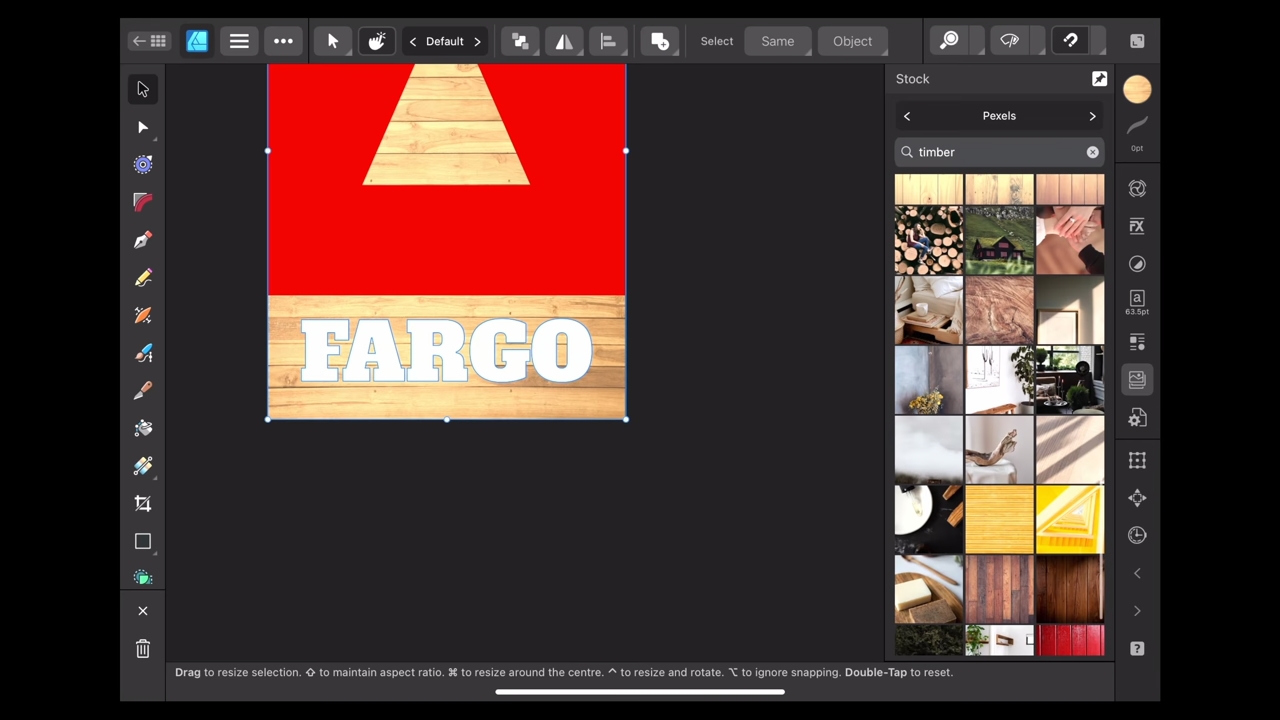 Default
Select
Same
Object
Stock
Pexels
timber
0pt
FX
a
63.5pt
FARGO
?
Drag to resize selection. ⇧ to maintain aspect ratio. ⌘ to resize around the centre. ^ to resize and rotate. ⌥ to ignore snapping. Double-Tap to reset.